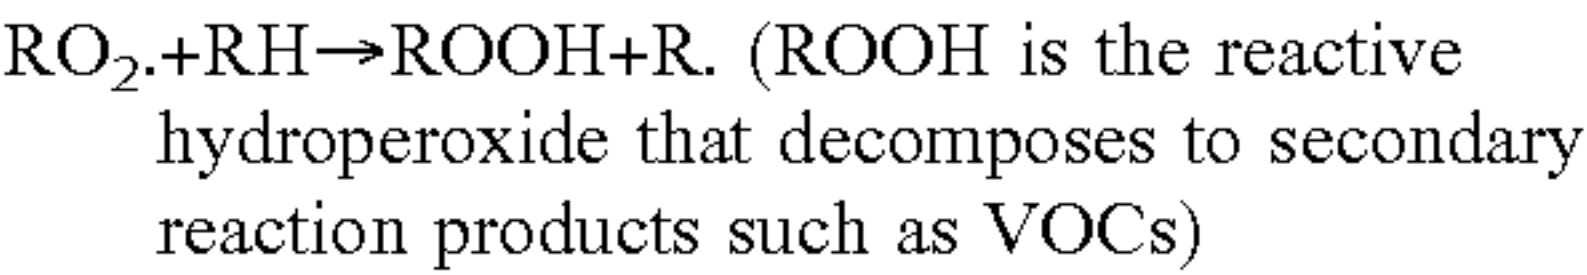 RO₂.+RH→ROOH+R. (ROOH is the reactive
hydroperoxide that decomposes to secondary
reaction products such as VOCs)